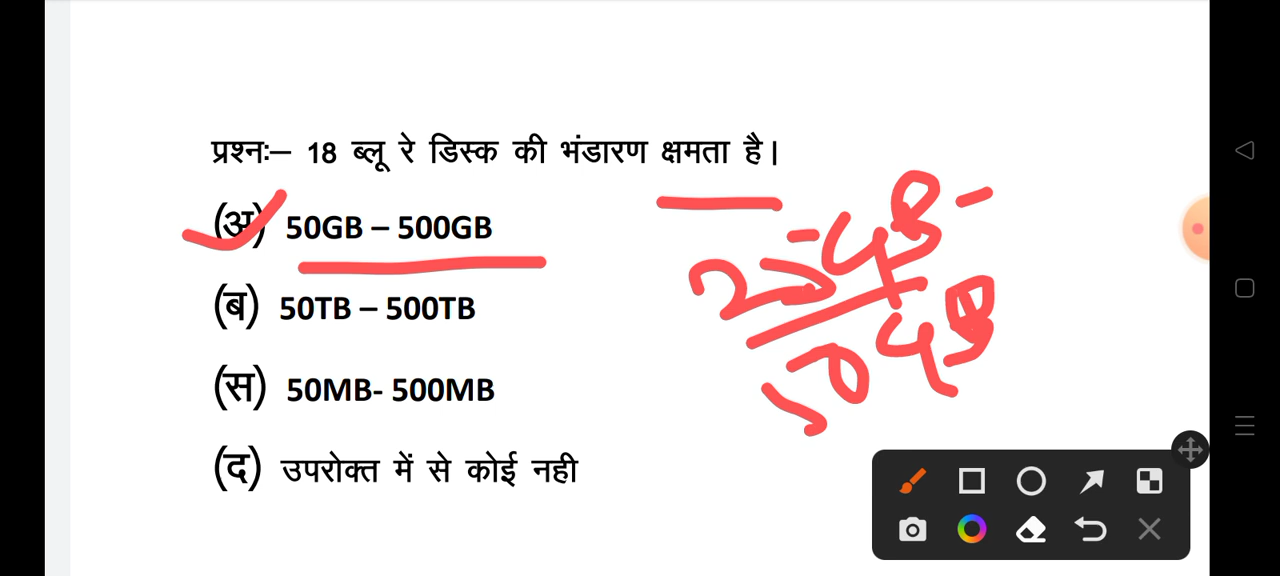 प्रश्नः– 18 ब्लू रे डिस्क की भंडारण क्षमता है।
(अ) 50GB – 500GB
(ब) 50TB – 500TB
(स) 50MB- 500MB
(द) उपरोक्त में से कोई नही